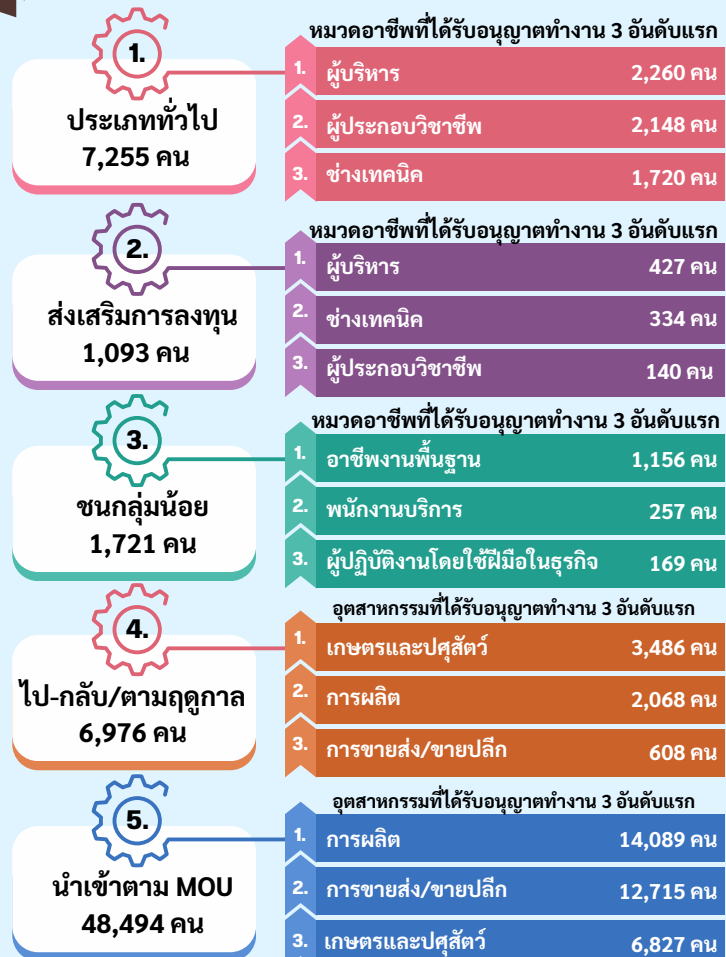 1.
ประเภททั่วไป
7,255 คน
หมวดอาชีพที่ได้รับอนุญาตทำงาน 3 อันดับแรก
1. ผู้บริหาร 2,260 คน
2. ผู้ประกอบวิชาชีพ 2,148 คน
3. ช่างเทคนิค 1,720 คน
2.
ส่งเสริมการลงทุน
1,093 คน
หมวดอาชีพที่ได้รับอนุญาตทำงาน 3 อันดับแรก
1. ผู้บริหาร 427 คน
2. ช่างเทคนิค 334 คน
3. ผู้ประกอบวิชาชีพ 140 คน
3.
ชนกลุ่มน้อย
1,721 คน
หมวดอาชีพที่ได้รับอนุญาตทำงาน 3 อันดับแรก
1. อาชีพงานพื้นฐาน 1,156 คน
2. พนักงานบริการ 257 คน
3. ผู้ปฏิบัติงานโดยใช้ฝีมือในธุรกิจ 169 คน
4.
ไป-กลับ/ตามฤดูกาล
6,976 คน
อุตสาหกรรมที่ได้รับอนุญาตทำงาน 3 อันดับแรก
1. เกษตรและปศุสัตว์ 3,486 คน
2. การผลิต 2,068 คน
3. การขายส่ง/ขายปลีก 608 คน
5.
นำเข้าตาม MOU
48,494 คน
อุตสาหกรรมที่ได้รับอนุญาตทำงาน 3 อันดับแรก
1. การผลิต 14,089 คน
2. การขายส่ง/ขายปลีก 12,715 คน
3. เกษตรและปศุสัตว์ 6,827 คน